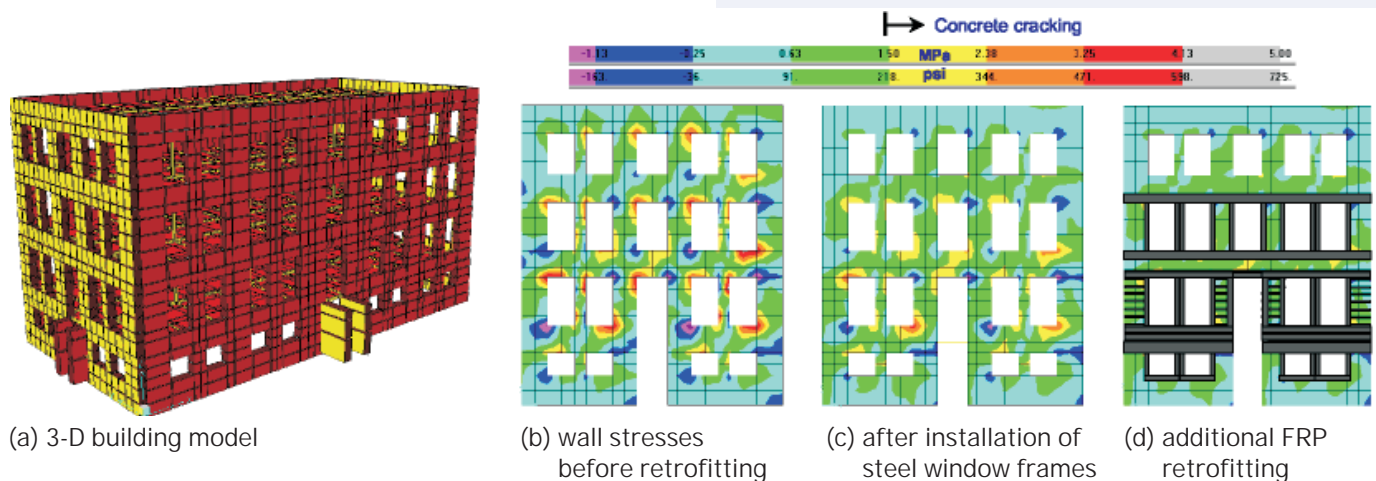 Concrete cracking
-1.13 -0.25 0.63 1.50 MPa 2.38 3.25 4.13 5.00
-163. -36. 91. 218. psi 344. 471. 598. 725.
(a) 3-D building model
(b) wall stresses
before retrofitting
(c) after installation of
steel window frames
(d) additional FRP
retrofitting